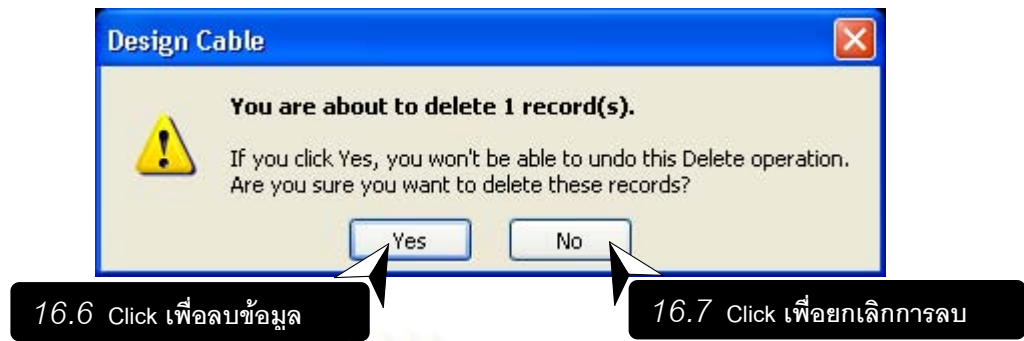 Design Cable
You are about to delete 1 record(s).
If you click Yes, you won't be able to undo this Delete operation.
Are you sure you want to delete these records?
Yes No
16.6 Click เพื่อลบข้อมูล
16.7 Click เพื่อยกเลิกการลบ